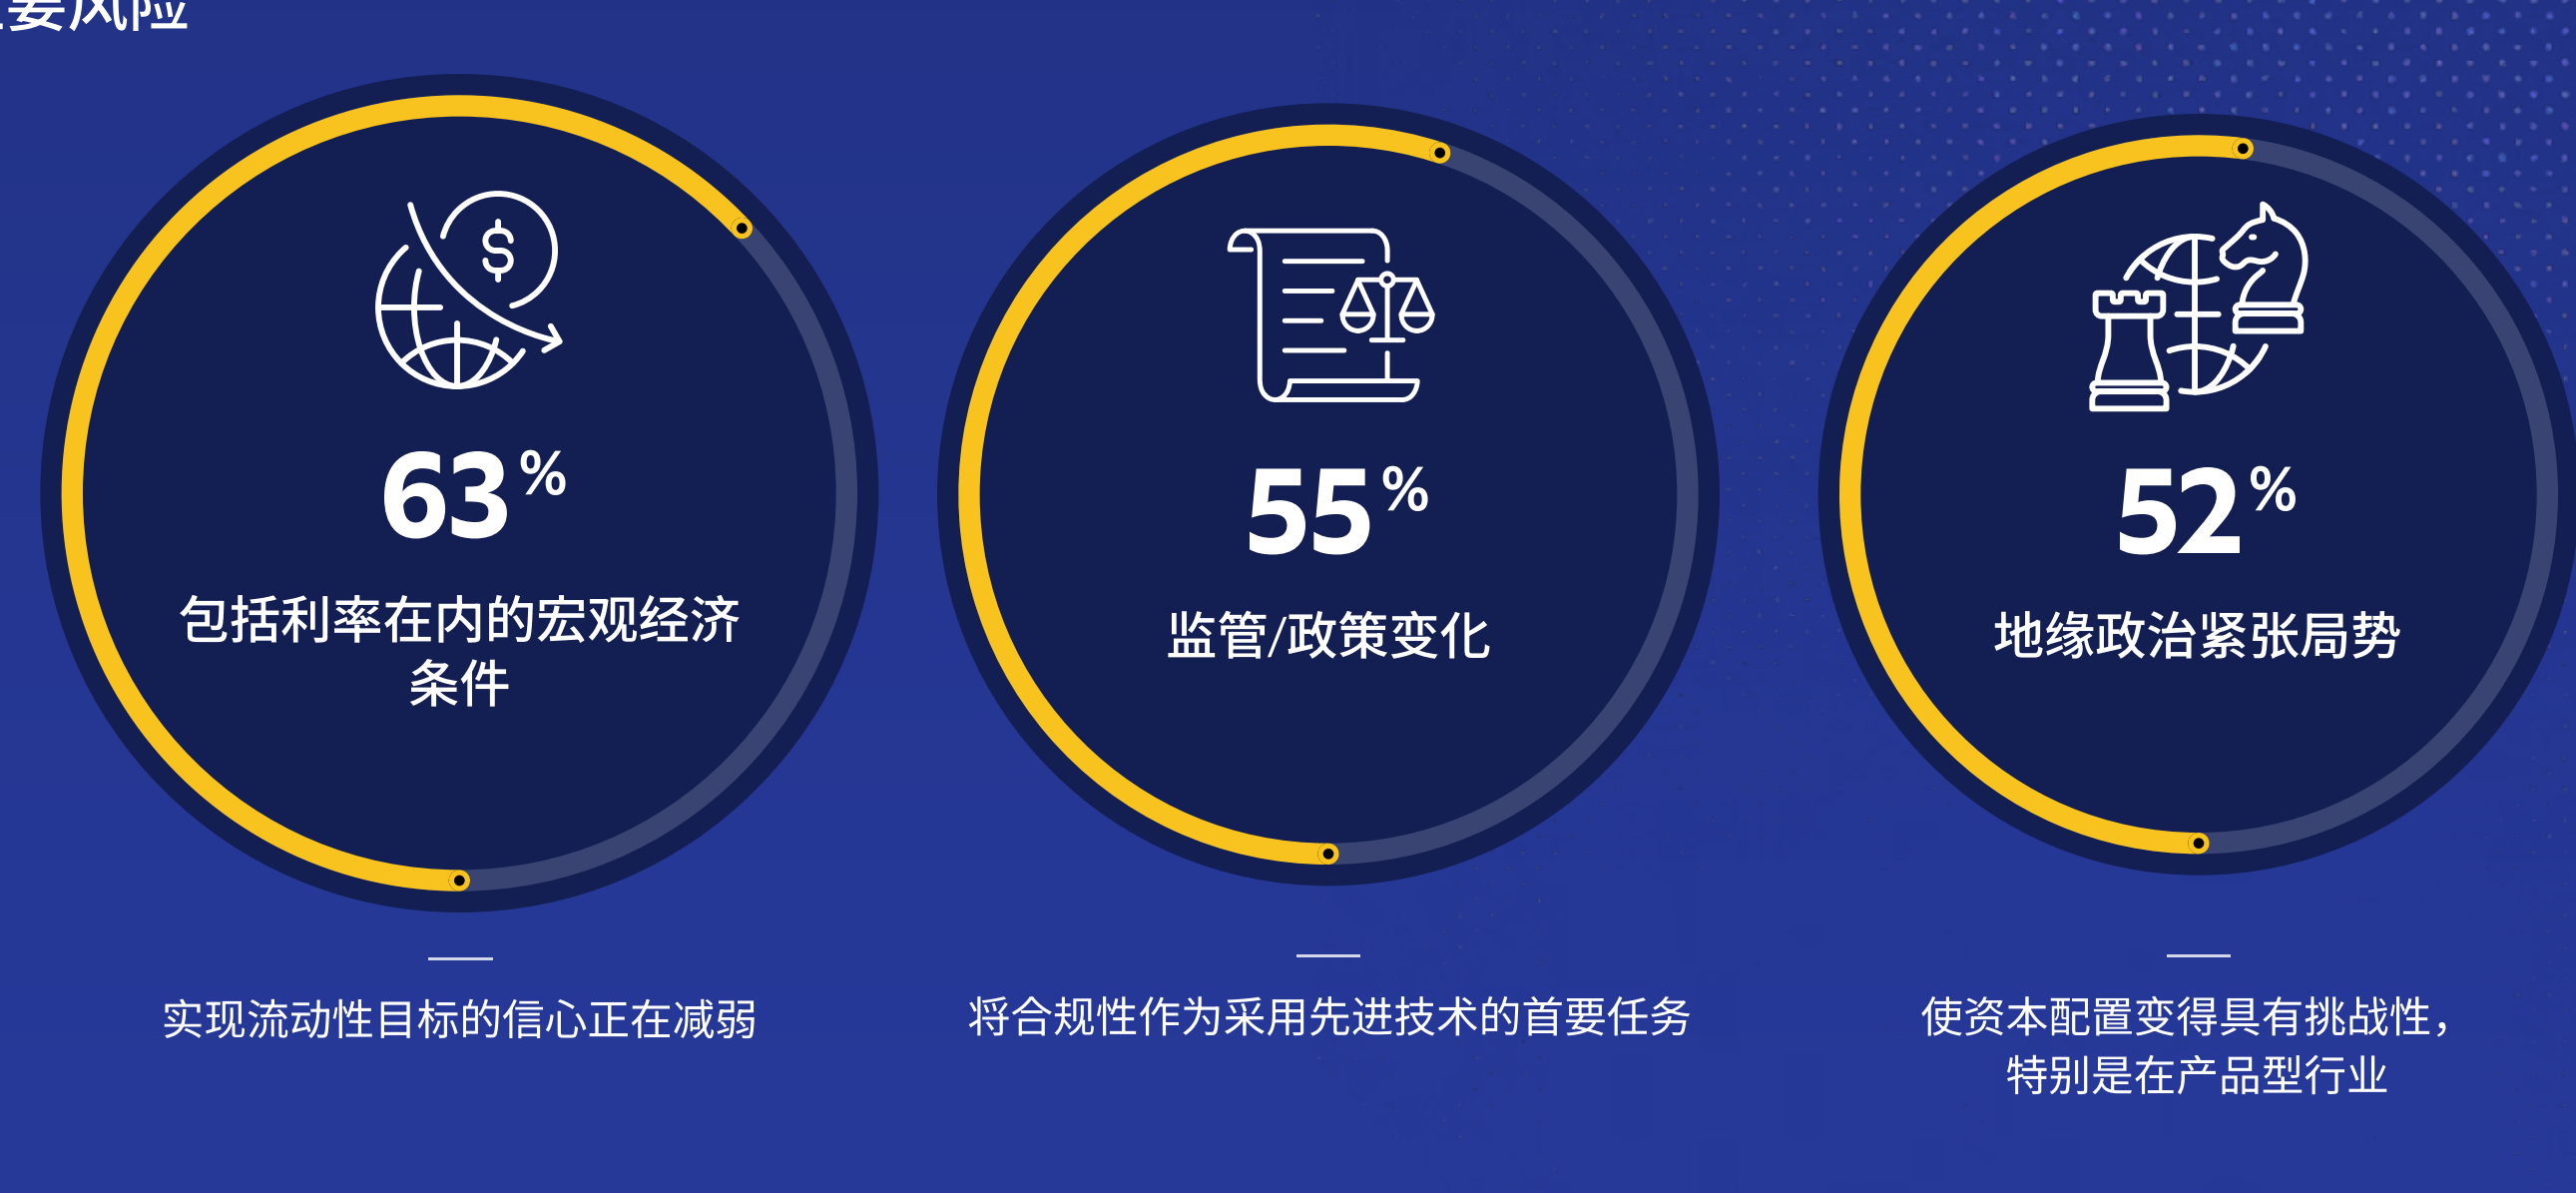 要风险
63%
包括利率在内的宏观经济
条件
实现流动性目标的信心正在减弱
55%
监管/政策变化
将合规性作为采用先进技术的首要任务
52%
地缘政治紧张局势
使资本配置变得具有挑战性，
特别是在产品型行业